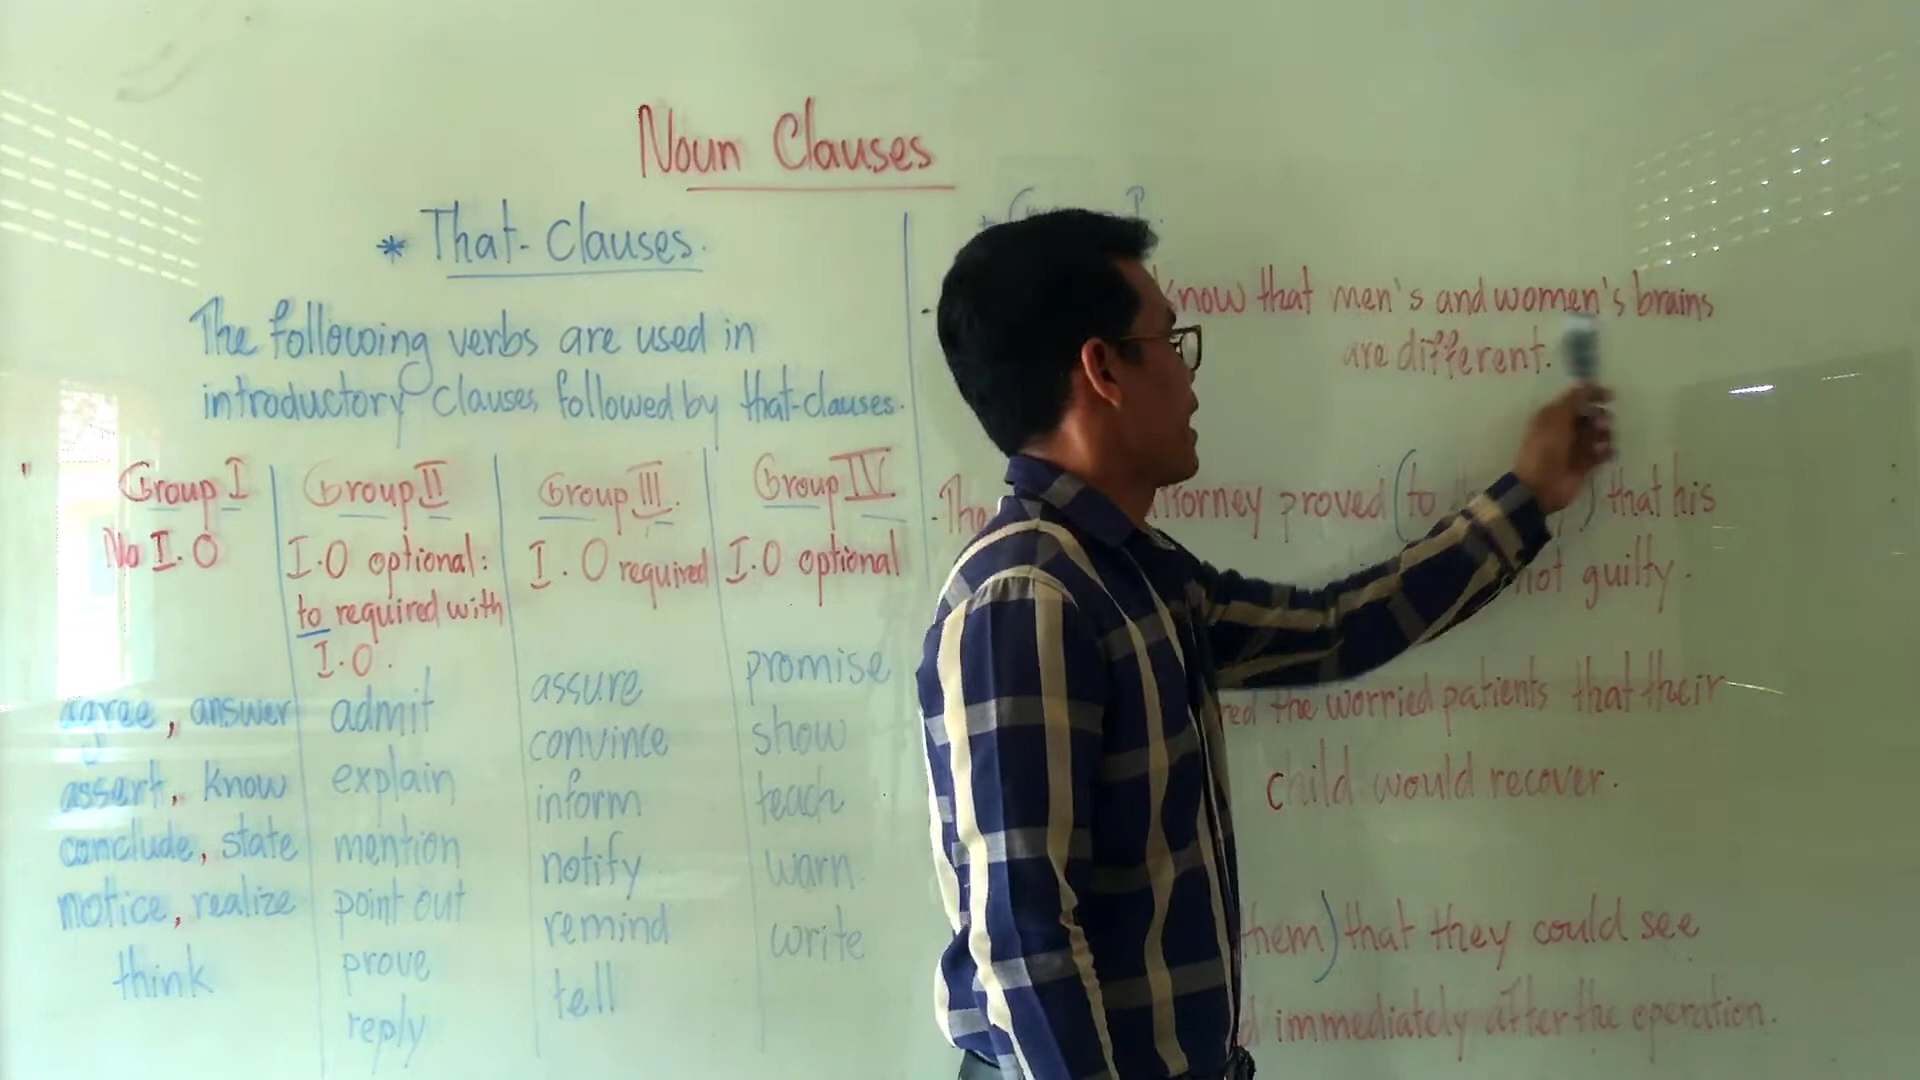 Noun Clauses
* That-Clauses.
The following verbs are used in
introductory clauses followed by that-clauses.
Group I
No I.O
agree, answer
assert, know
conclude, state
notice, realize
think
Group II
I.O optional:
to required with
I.O.
admit
explain
mention
point out
prove
reply
Group III.
I.O required
assure
convince
inform
notify
remind
tell
Group IV
I.O optional
promise
show
teach
warn
write
know that men's and women's brains
are different.
proved (to ) that his
not guilty.
the worried patients that their
child would recover.
them) that they could see
immediately after the operation.